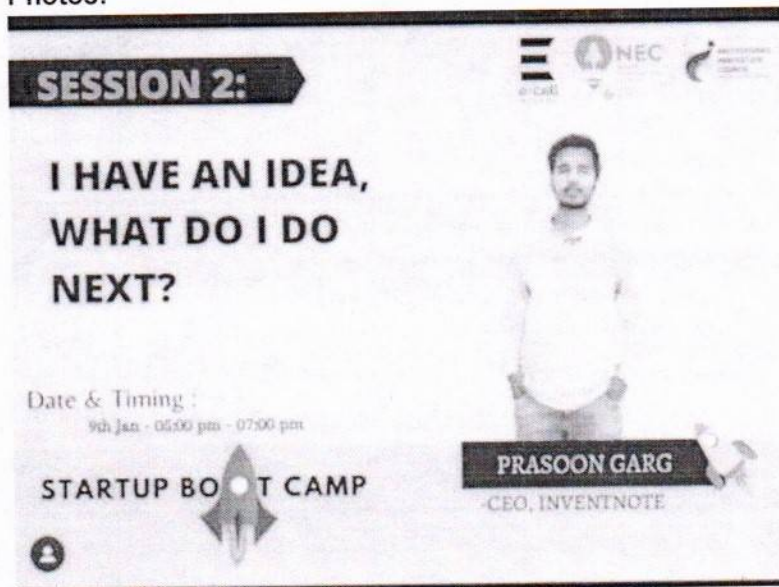 Photos:
SESSION 2:
e-cell
NEC
I HAVE AN IDEA,
WHAT DO I DO
NEXT?
Date & Timing :
9th Jan - 05:00 pm - 07:00 pm
STARTUP BOOT CAMP
PRASOON GARG
-CEO, INVENTNOTE